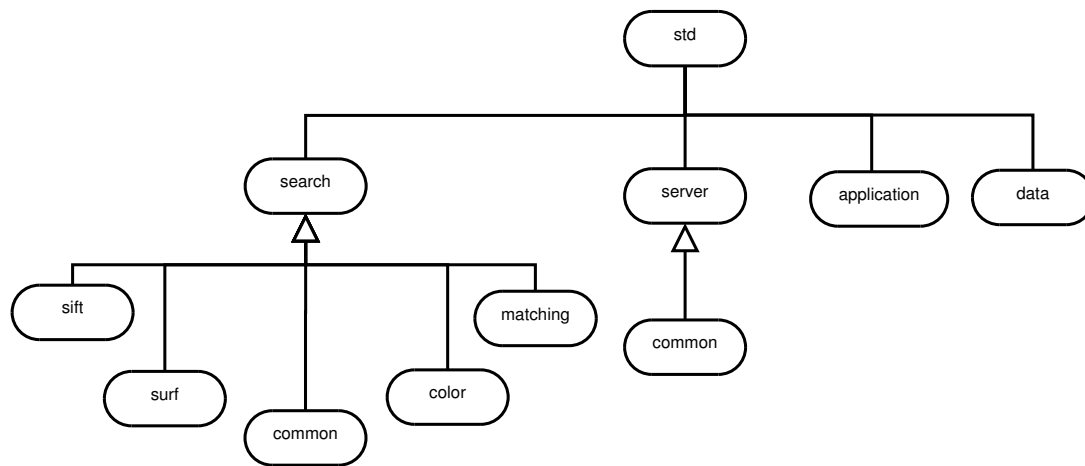 std
search
server
application
data
sift
matching
common
surf
color
common